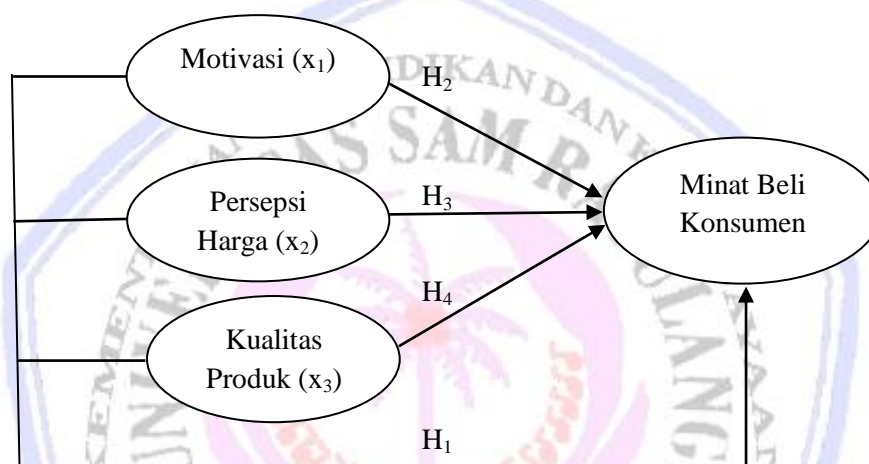 Motivasi (x₁)
H₂
Persepsi
Harga (x₂)
H₃
Minat Beli
Konsumen
H₄
Kualitas
Produk (x₃)
H₁